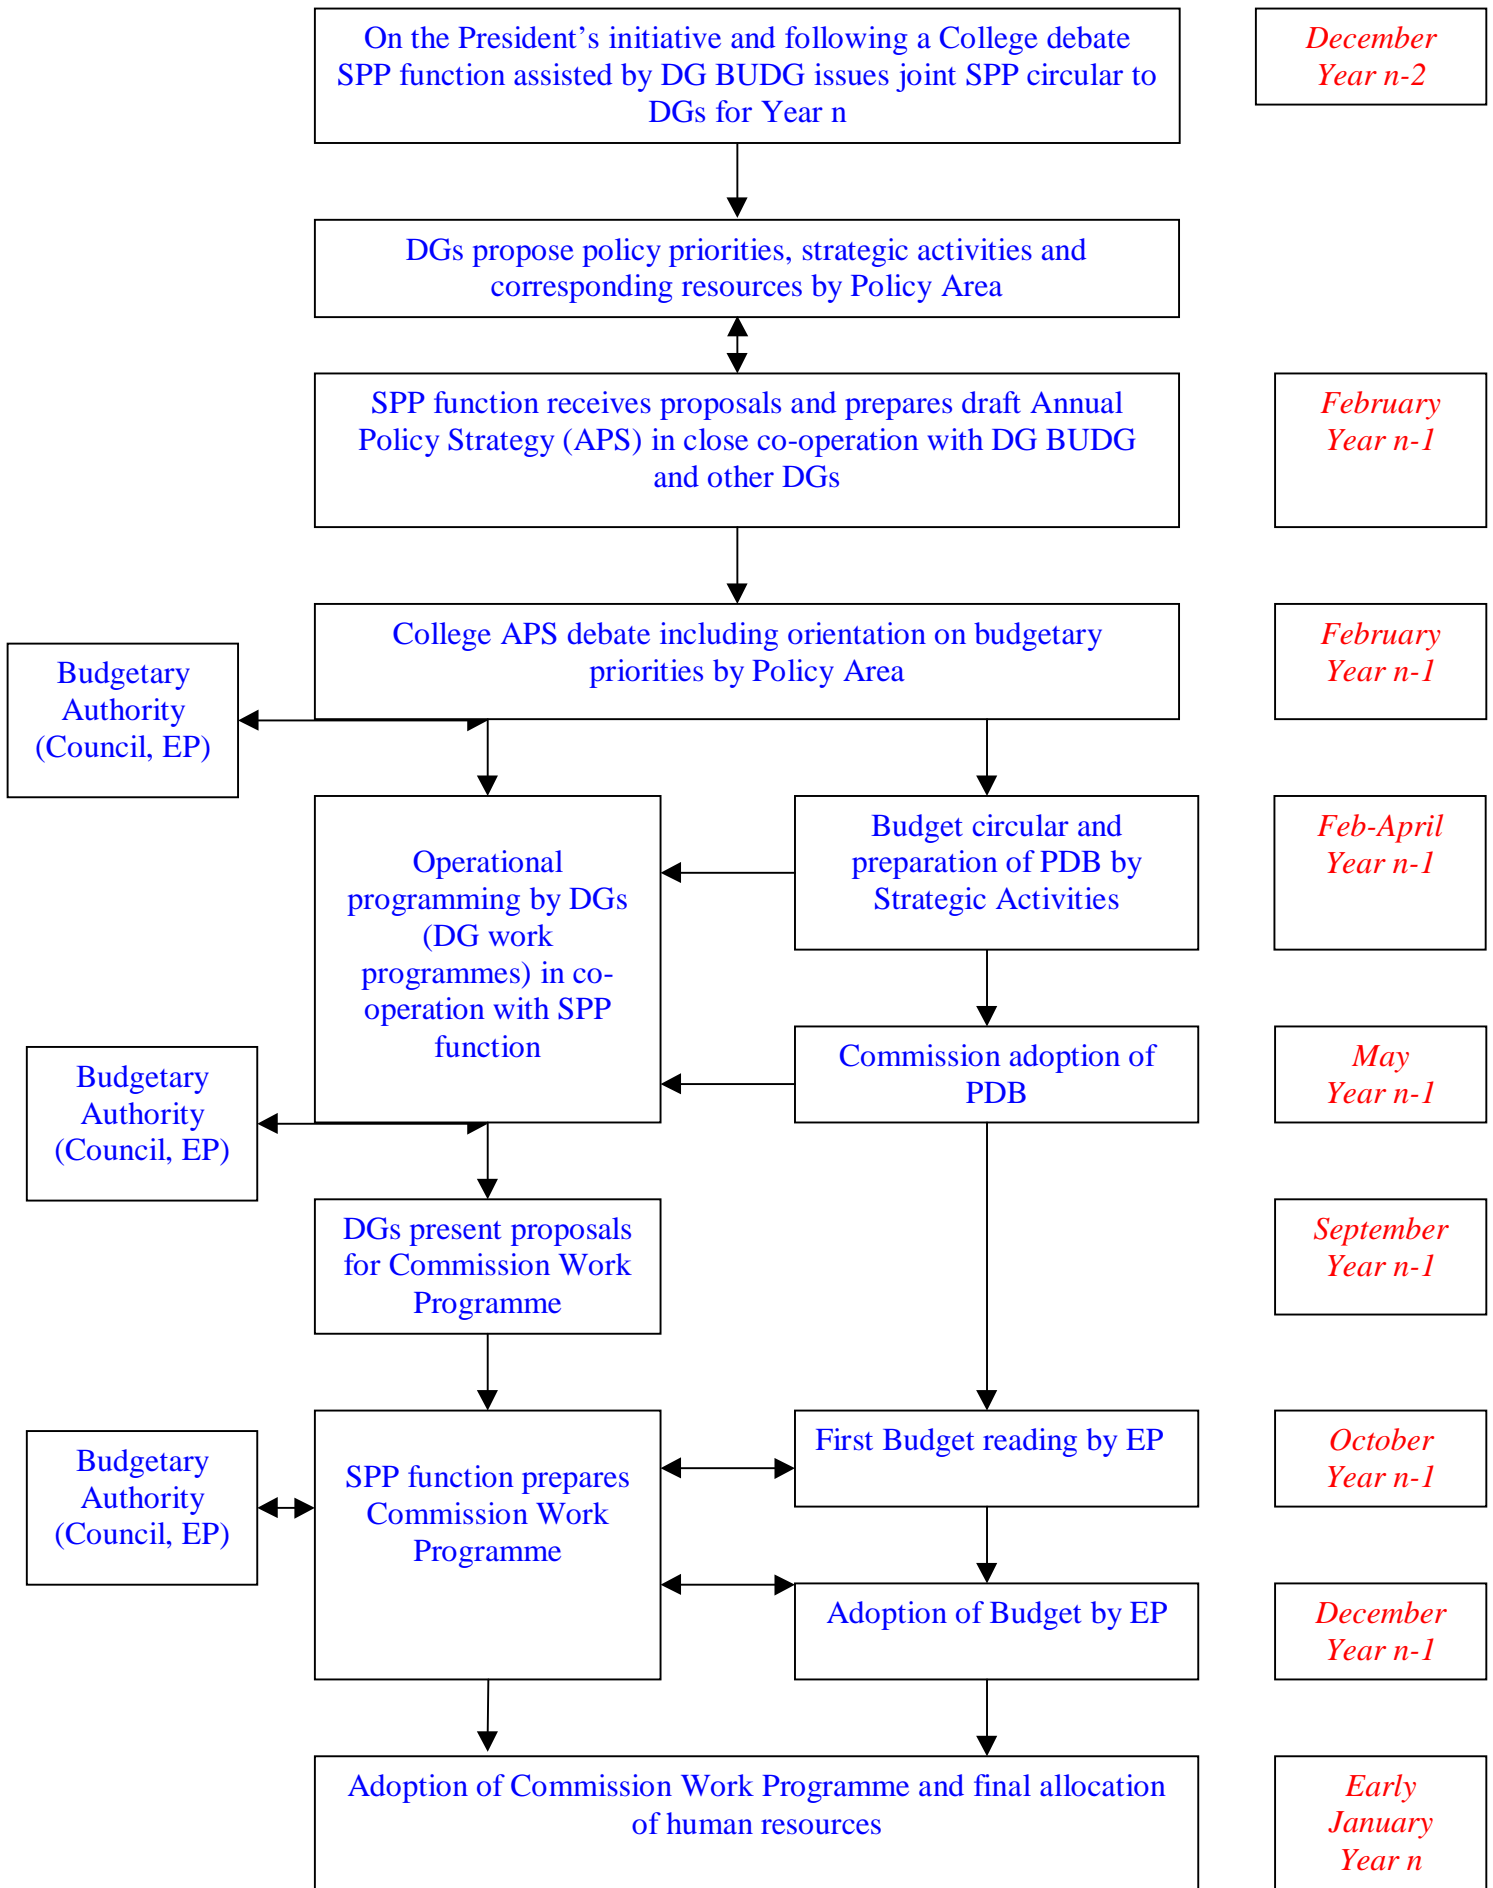 On the President’s initiative and following a College debate
SPP function assisted by DG BUDG issues joint SPP circular to
DGs for Year n
December
Year n-2
DGs propose policy priorities, strategic activities and
corresponding resources by Policy Area
SPP function receives proposals and prepares draft Annual
Policy Strategy (APS) in close co-operation with DG BUDG
and other DGs
February
Year n-1
College APS debate including orientation on budgetary
priorities by Policy Area
February
Year n-1
Budgetary
Authority
(Council, EP)
Operational
programming by DGs
(DG work
programmes) in co-
operation with SPP
function
Budget circular and
preparation of PDB by
Strategic Activities
Feb-April
Year n-1
Commission adoption of
PDB
May
Year n-1
Budgetary
Authority
(Council, EP)
DGs present proposals
for Commission Work
Programme
September
Year n-1
Budgetary
Authority
(Council, EP)
SPP function prepares
Commission Work
Programme
First Budget reading by EP
October
Year n-1
Adoption of Budget by EP
December
Year n-1
Adoption of Commission Work Programme and final allocation
of human resources
Early
January
Year n